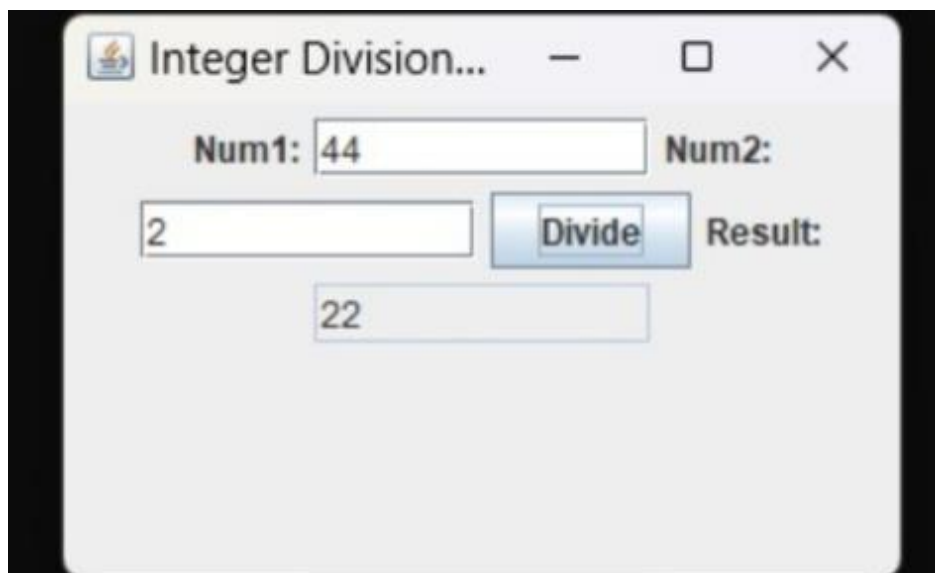 Integer Division...
Num1: 44 Num2:
2 Divide Result:
22